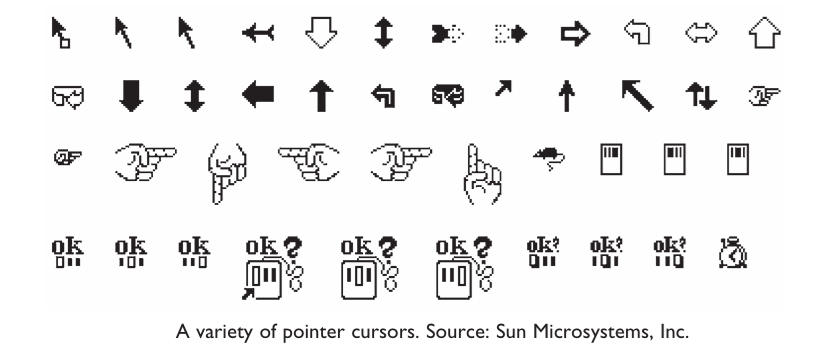 ok ok ok ok? ok? ok? ok? ok? ok?
A variety of pointer cursors. Source: Sun Microsystems, Inc.